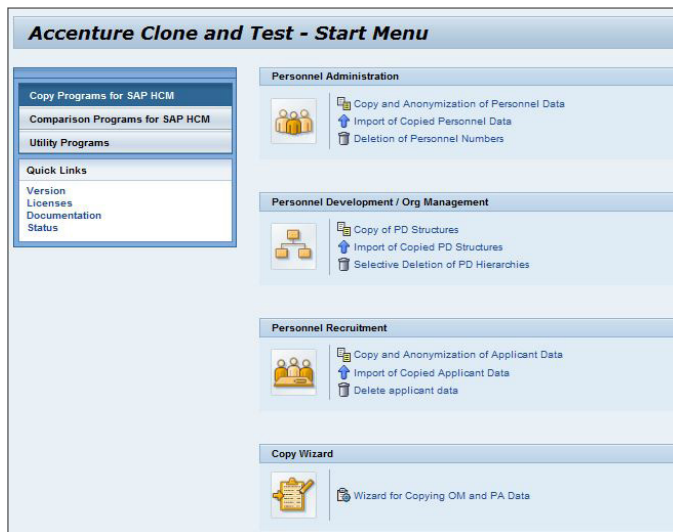 Accenture Clone and Test - Start Menu
Copy Programs for SAP HCM
Comparison Programs for SAP HCM
Utility Programs
Quick Links
Version
Licenses
Documentation
Status
Personnel Administration
Copy and Anonymization of Personnel Data
Import of Copied Personnel Data
Deletion of Personnel Numbers
Personnel Development / Org Management
Copy of PD Structures
Import of Copied PD Structures
Selective Deletion of PD Hierarchies
Personnel Recruitment
Copy and Anonymization of Applicant Data
Import of Copied Applicant Data
Delete applicant data
Copy Wizard
Wizard for Copying OM and PA Data